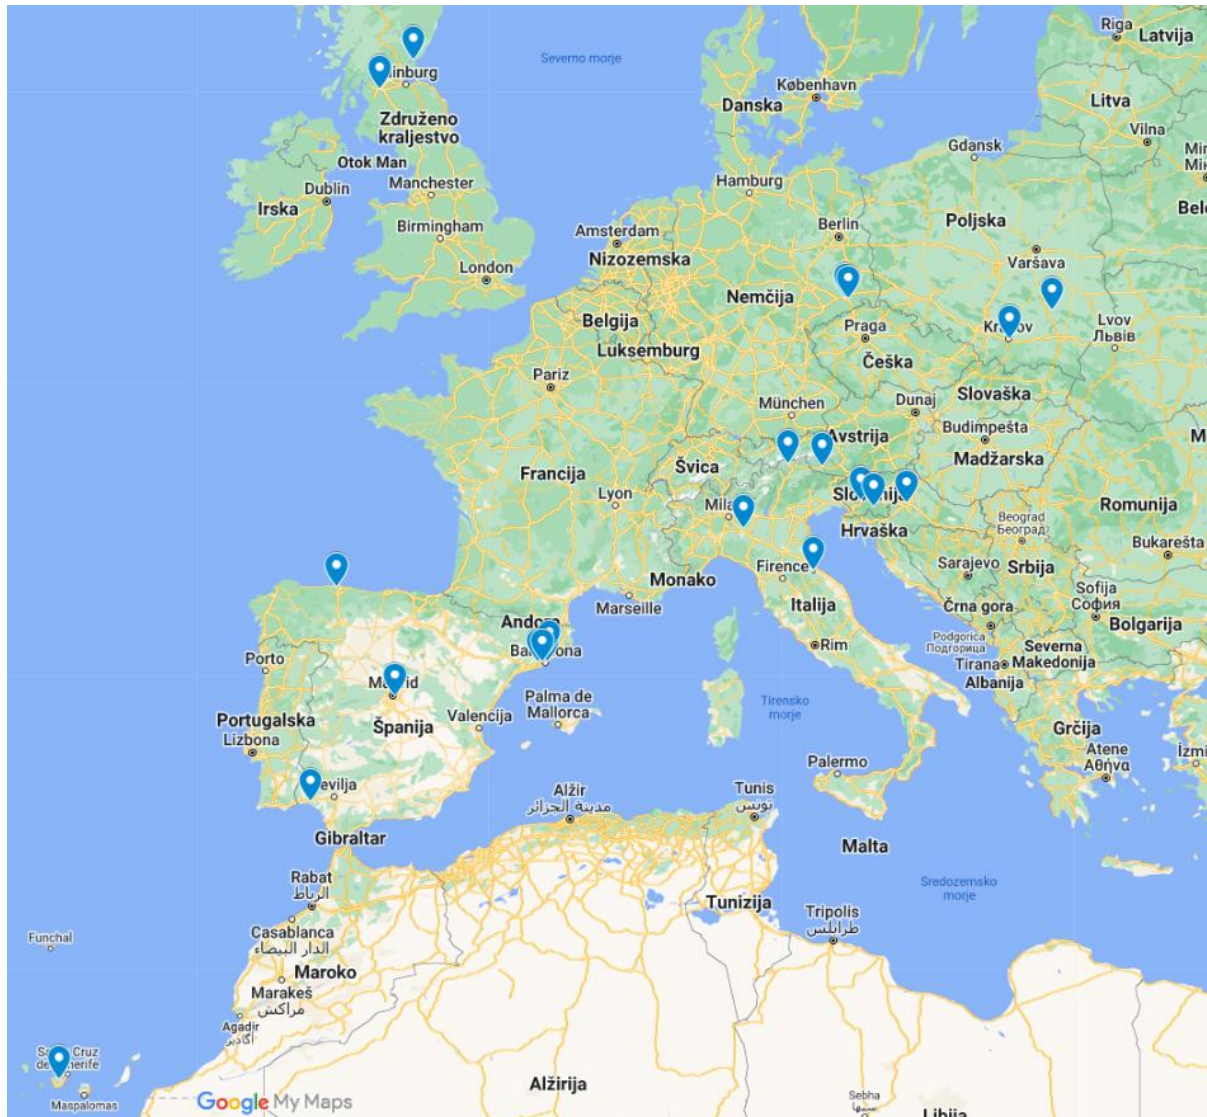 Riga
Latvija
Severno morje
København
Danska
Litva
Vilna
Gdansk
Združeno
kraljestvo
Otok Man
Dublin
Irska
Manchester
Birmingham
London
Hamburg
Amsterdam
Nizozemska
Berlin
Poljska
Varšava
Nemčija
Belgija
Luksemburg
Praga
Češka
Lvov
Львів
Pariz
München
Dunaj
Slovaška
Avstrija
Budimpešta
Madžarska
Francija
Švica
Lyon
Hrvaška
Romunija
Beograd
Београд
Bukarešta
Firence
Monako
Marseille
Italija
Sarajevo
Srbija
Sofija
София
Črna gora
Bolgarija
Podgorica
Подгорица
Severna
Makedonija
Tirana
Albanija
Rim
Porto
Portugalska
Lizbona
Španija
Valencija
Palma de
Mallorca
Tirensko
morje
Grčija
Atene
Αθήνα
Palermo
Alžir
مدينة الجزائر
Tunis
تونس
Gibraltar
Malta
Rabat
الرباط
Sredozemsko
morje
Casablanca
الدار البيضاء
Tunizija
Tripolis
طرابلس
Funchal
Maroko
Marakeš
مراكش
Agadir
أكادير
Maspalomas
Google My Maps
Alžirija
Sebha
سبها